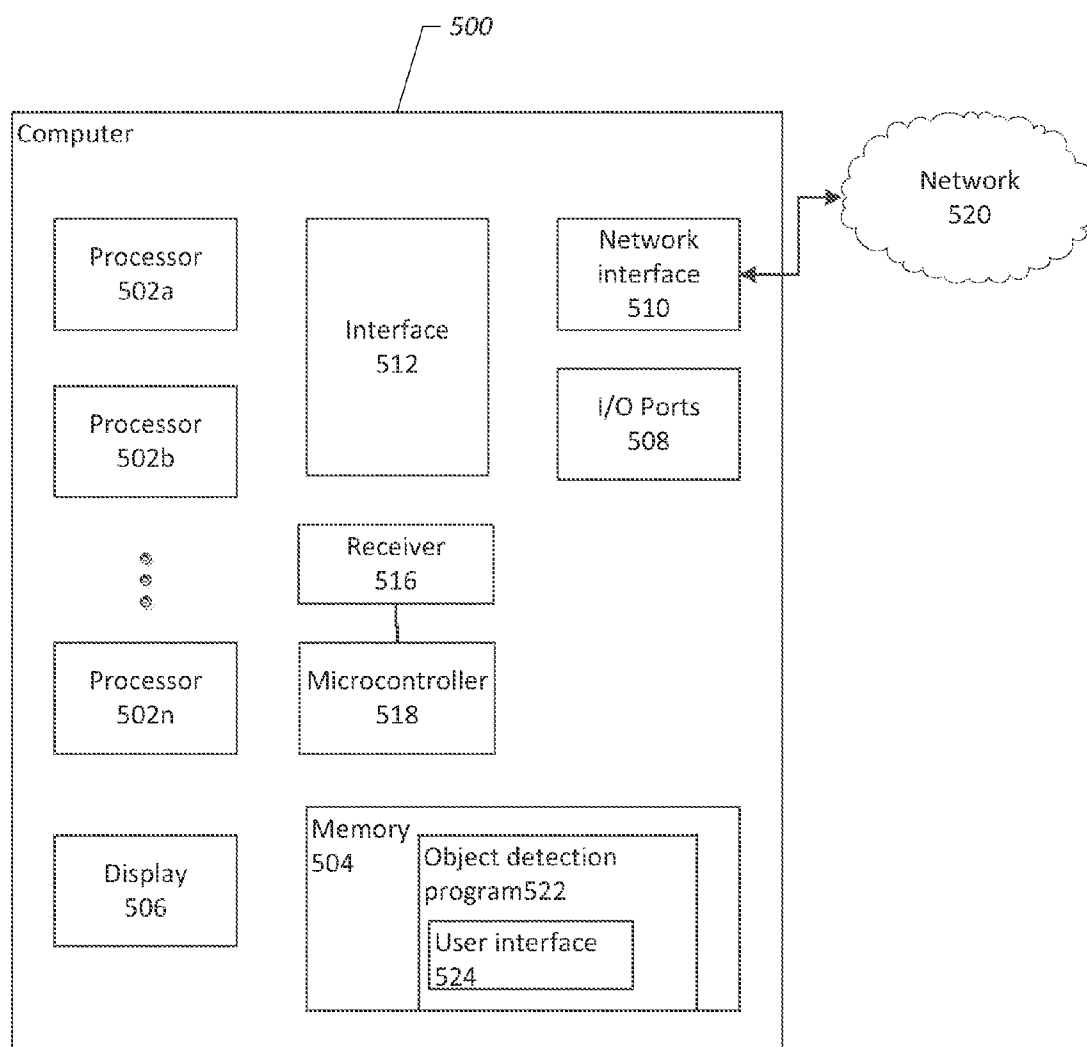 500
Computer
Network
520
Processor
502a
Interface
512
Network
interface
510
Processor
502b
I/O Ports
508
Receiver
516
Processor
502n
Microcontroller
518
Display
506
Memory
504
Object detection
program522
User interface
524